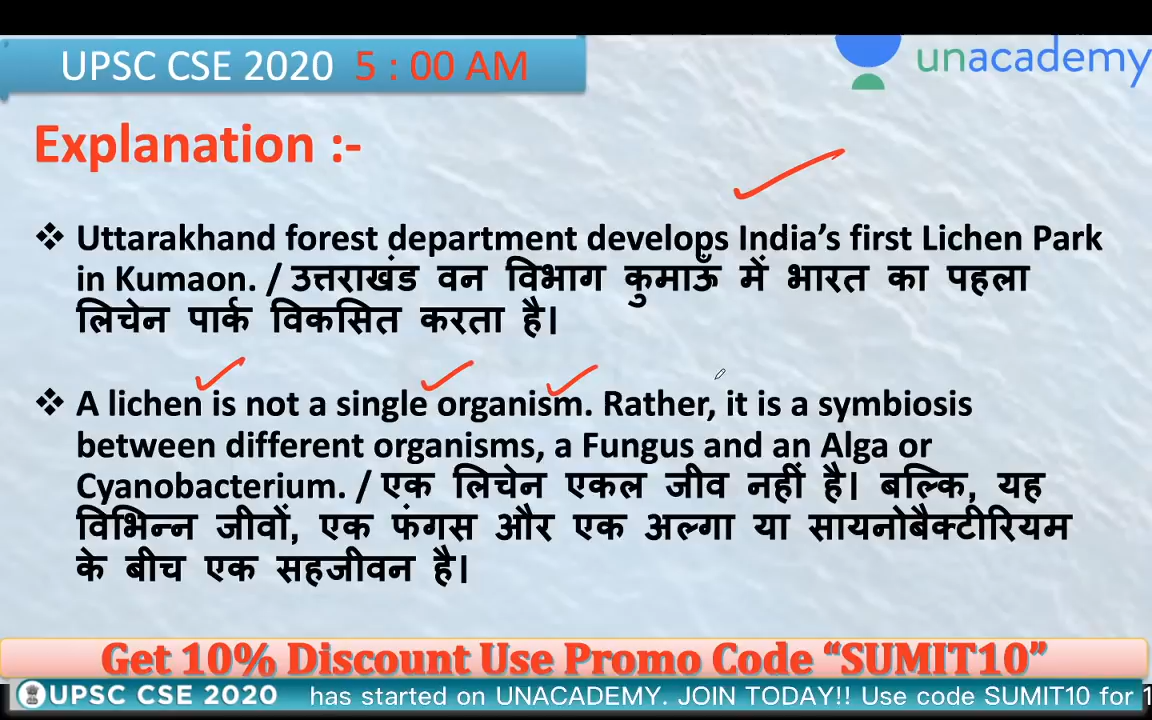 UPSC CSE 2020 5 : 00 AM
unacademy
Explanation :-
❖ Uttarakhand forest department develops India’s first Lichen Park
in Kumaon. / उत्तराखंड वन विभाग कुमाऊँ में भारत का पहला
लिचेन पार्क विकसित करता है।
❖ A lichen is not a single organism. Rather, it is a symbiosis
between different organisms, a Fungus and an Alga or
Cyanobacterium. / एक लिचेन एकल जीव नहीं है। बल्कि, यह
विभिन्न जीवों, एक फंगस और एक अल्गा या सायनोबैक्टीरियम
के बीच एक सहजीवन है।
Get 10% Discount Use Promo Code “SUMIT10”
UPSC CSE 2020 has started on UNACADEMY. JOIN TODAY!! Use code SUMIT10 for 1